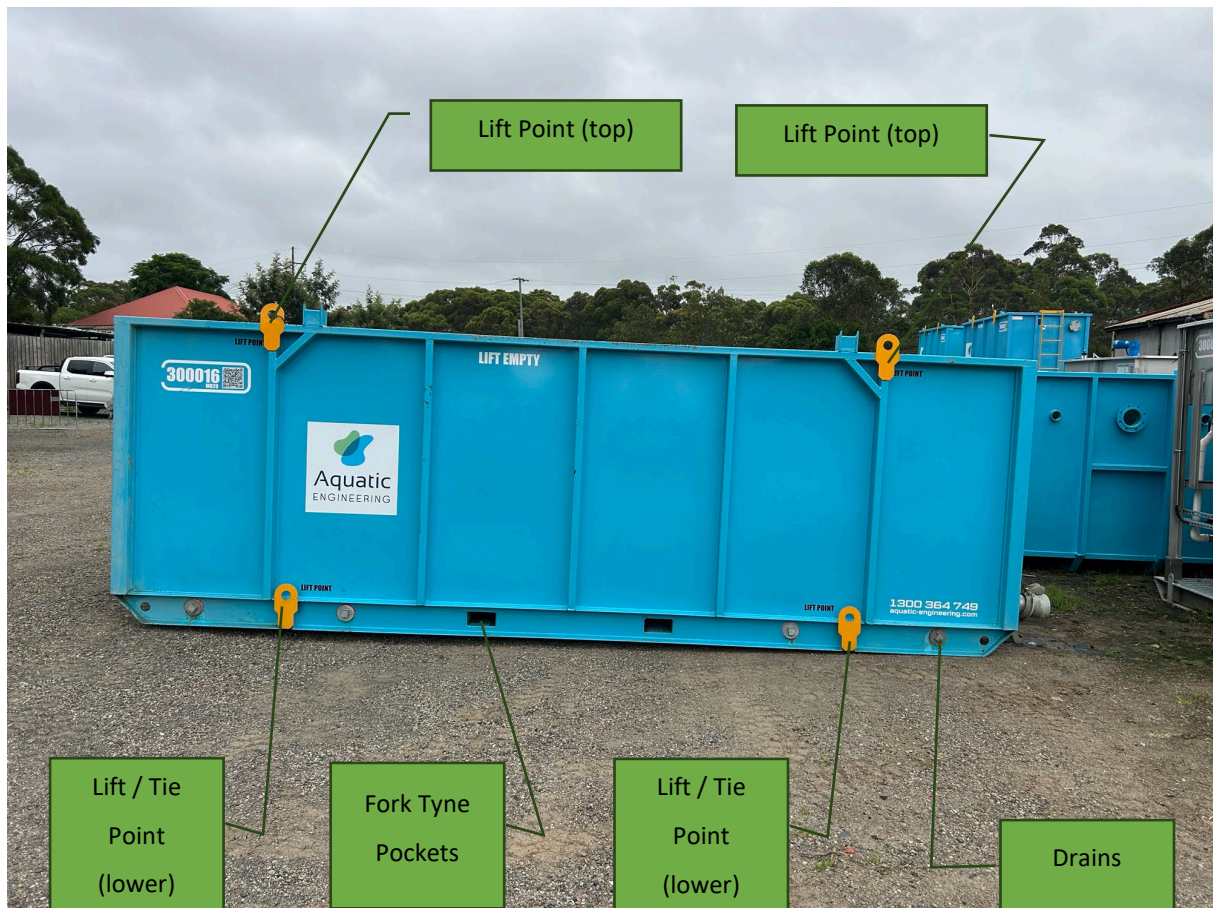 Lift Point (top)
Lift Point (top)
LIFT POINT
LIFT EMPTY
LIFT POINT
300016
Aquatic
ENGINEERING
LIFT POINT
LIFT POINT
1300 364 749
aquatic-engineering.com
Lift / Tie
Point
(lower)
Fork Tyne
Pockets
Lift / Tie
Point
(lower)
Drains